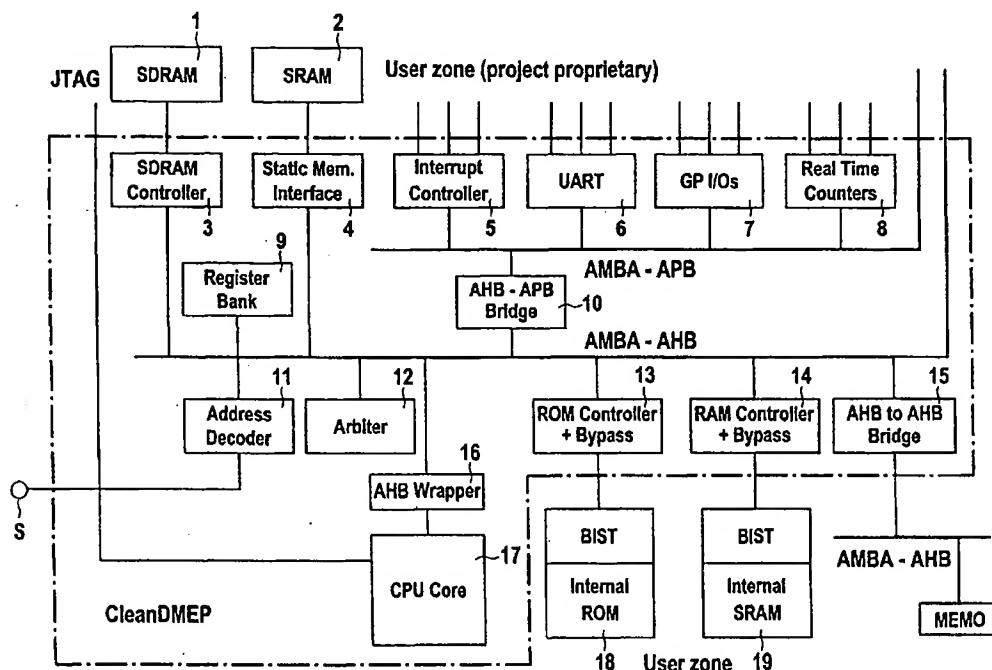 1
2
JTAG
SDRAM
SRAM
User zone (project proprietary)
SDRAM
Controller
3
Static Mem.
Interface
4
Interrupt
Controller
5
UART
6
GP I/Os
7
Real Time
Counters
8
9
Register
Bank
AMBA - APB
AHB - APB
Bridge
10
AMBA - AHB
11
Address
Decoder
12
Arbiter
13
ROM Controller
+ Bypass
14
RAM Controller
+ Bypass
15
AHB to AHB
Bridge
16
AHB Wrapper
S
17
CPU Core
BIST
Internal
ROM
18
BIST
Internal
SRAM
19
AMBA - AHB
MEMO
CleanDMEP
User zone